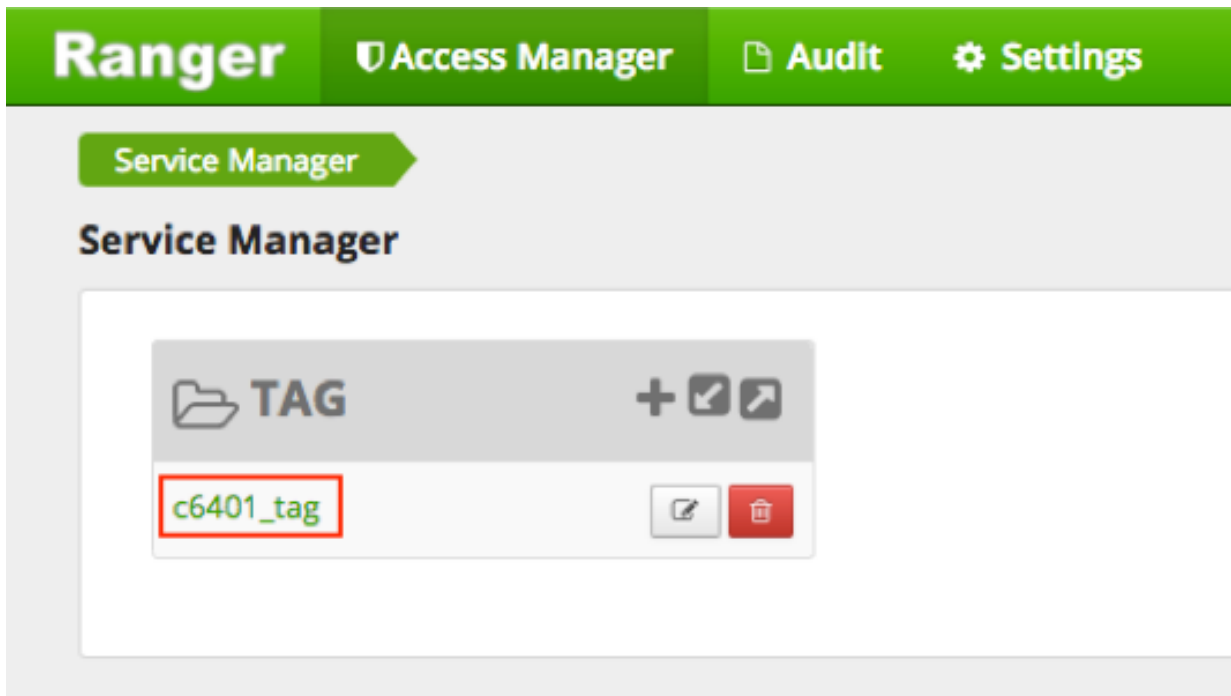 Ranger Access Manager Audit Settings
Service Manager
Service Manager
TAG
c6401_tag